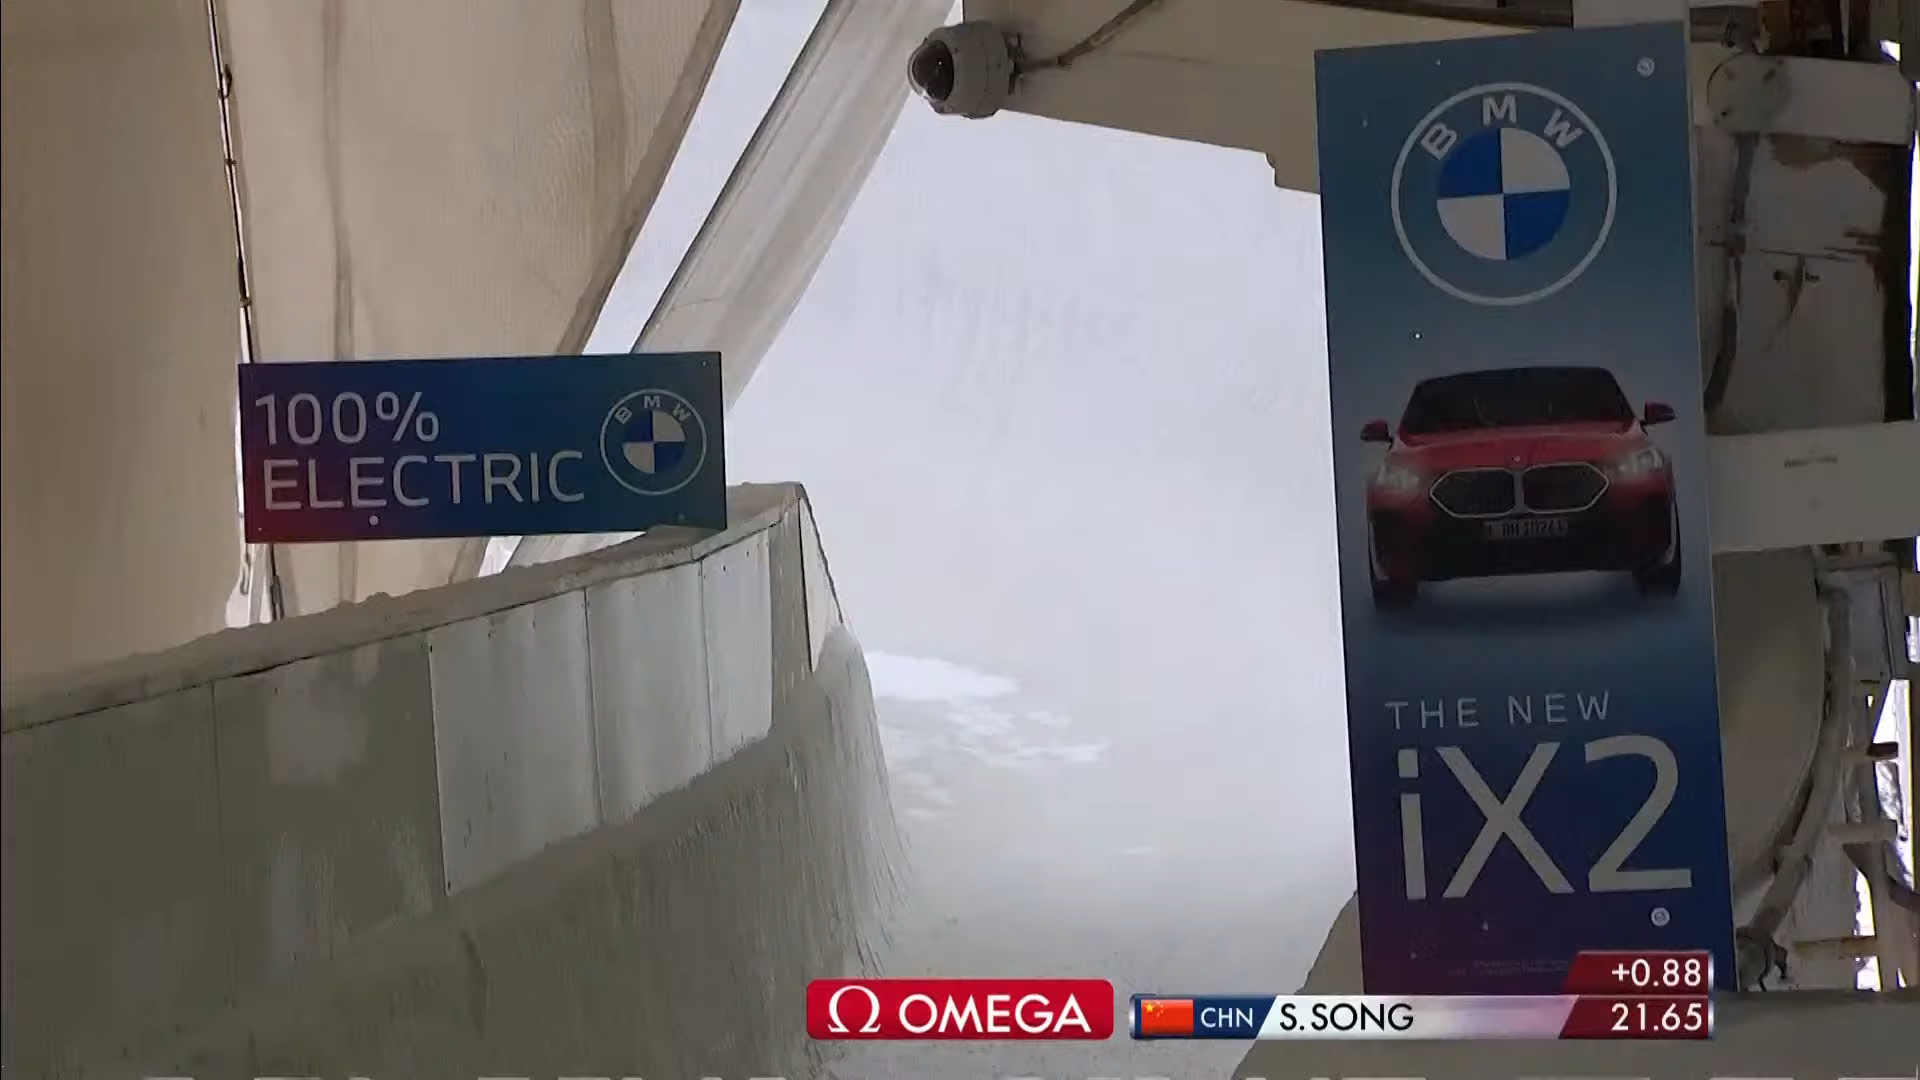 BMW
100%
ELECTRIC
BMW
THE NEW
iX2
+0.88
Ω OMEGA
CHN S.SONG 21.65